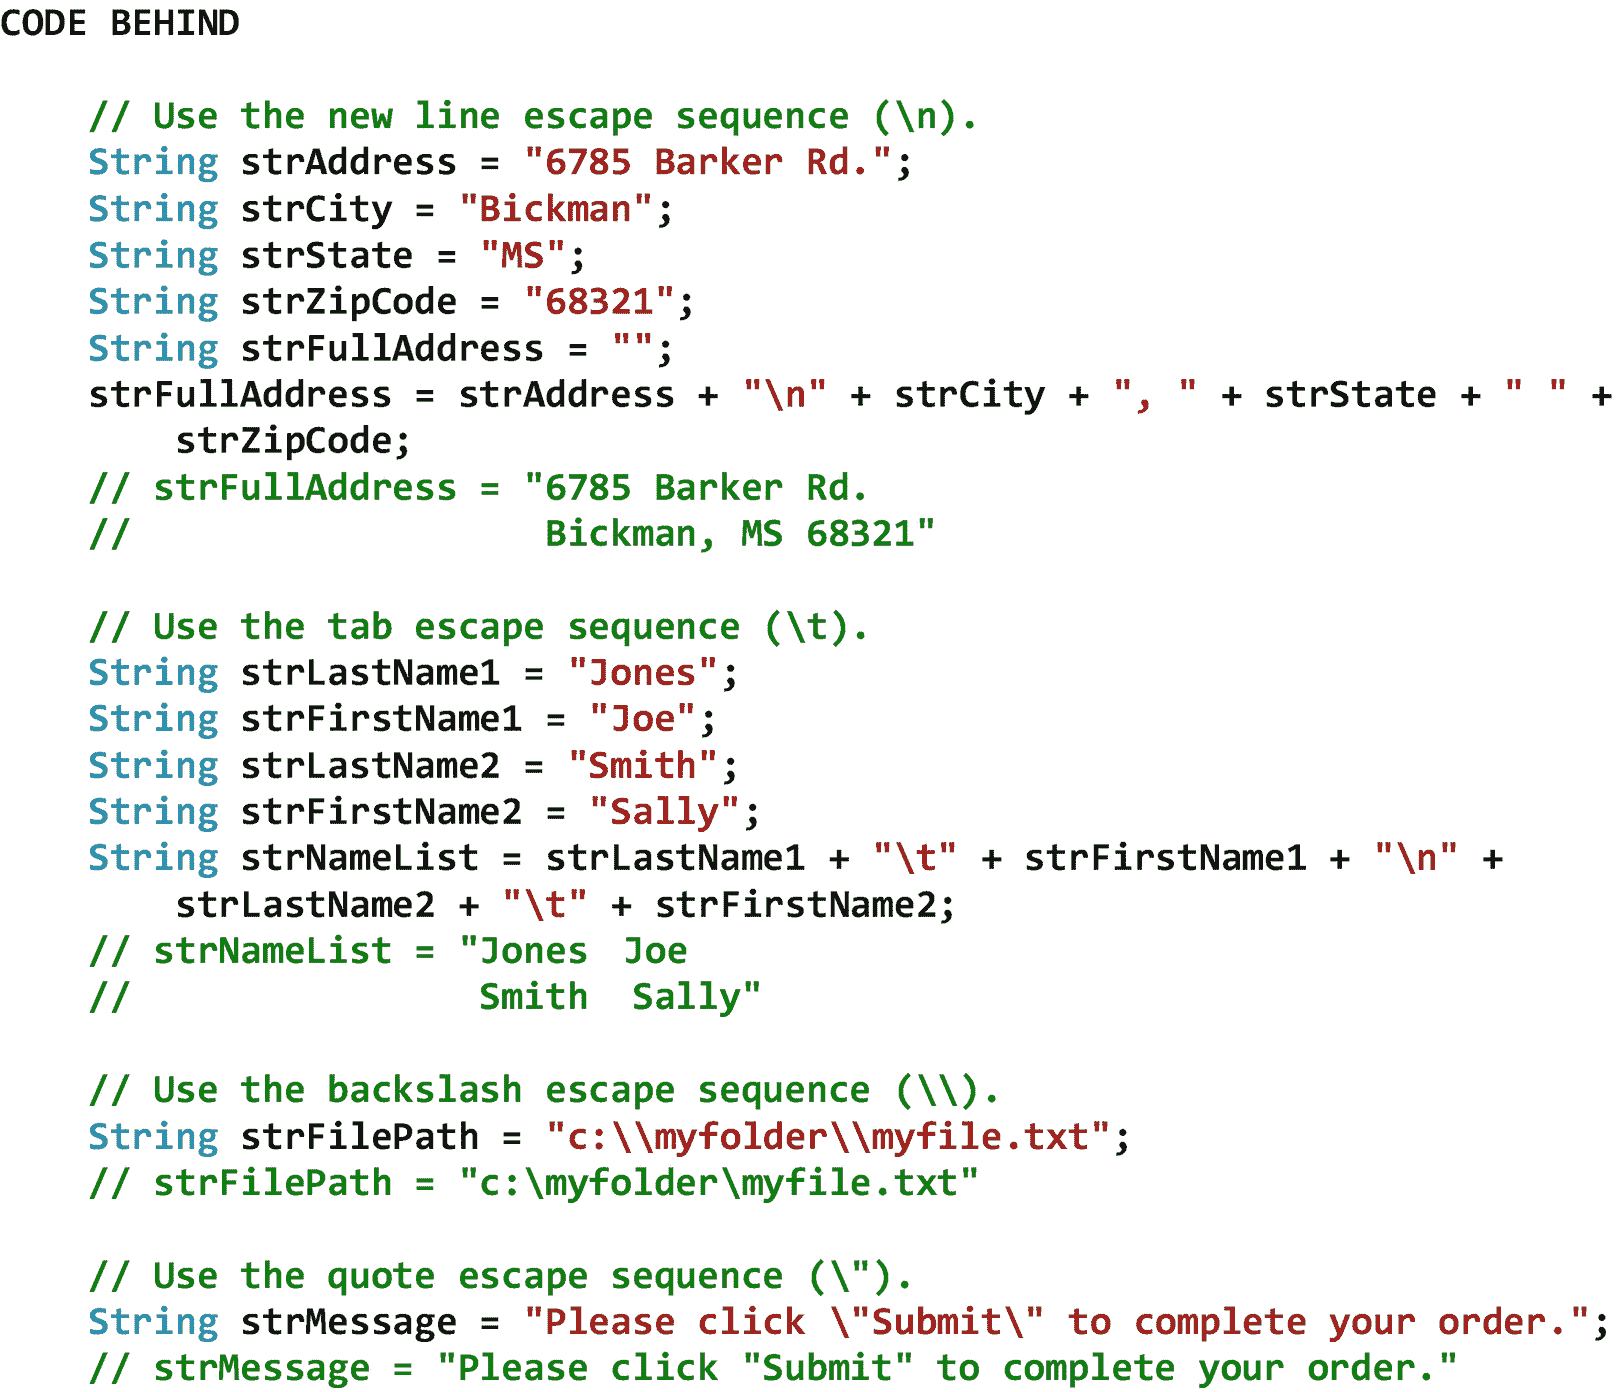 CODE BEHIND
// Use the new line escape sequence (\n).
String strAddress = "6785 Barker Rd.";
String strCity = "Bickman";
String strState = "MS";
String strZipCode = "68321";
String strFullAddress = "";
strFullAddress = strAddress + "\n" + strCity + ", " + strState + " " +
strZipCode;
// strFullAddress = "6785 Barker Rd.
// Bickman, MS 68321"
// Use the tab escape sequence (\t).
String strLastName1 = "Jones";
String strFirstName1 = "Joe";
String strLastName2 = "Smith";
String strFirstName2 = "Sally";
String strNameList = strLastName1 + "\t" + strFirstName1 + "\n" +
strLastName2 + "\t" + strFirstName2;
// strNameList = "Jones  Joe
// Smith  Sally"
// Use the backslash escape sequence (\\).
String strFilePath = "c:\\myfolder\\myfile.txt";
// strFilePath = "c:\myfolder\myfile.txt"
// Use the quote escape sequence (\").
String strMessage = "Please click \"Submit\" to complete your order.";
// strMessage = "Please click "Submit" to complete your order."